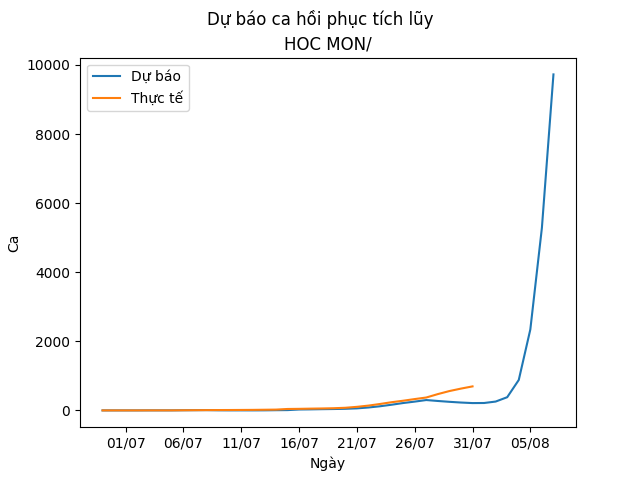 Dự báo ca hồi phục tích lũy
HOC MON/
Dự báo
Thực tế
10000
8000
6000
4000
2000
0
Ca
01/07 06/07 11/07 16/07 21/07 26/07 31/07 05/08
Ngày